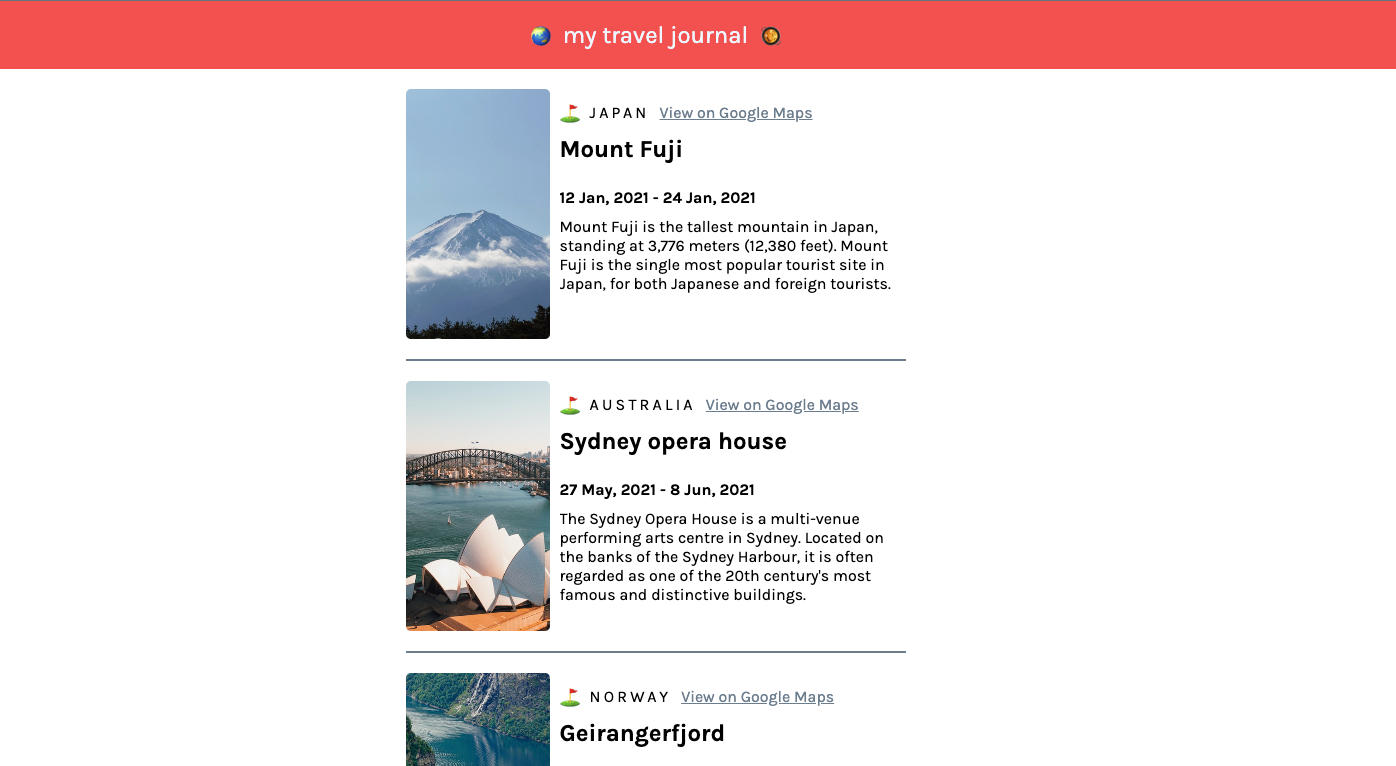 my travel journal
JAPAN View on Google Maps
Mount Fuji
12 Jan, 2021 - 24 Jan, 2021
Mount Fuji is the tallest mountain in Japan,
standing at 3,776 meters (12,380 feet). Mount
Fuji is the single most popular tourist site in
Japan, for both Japanese and foreign tourists.
AUSTRALIA View on Google Maps
Sydney opera house
27 May, 2021 - 8 Jun, 2021
The Sydney Opera House is a multi-venue
performing arts centre in Sydney. Located on
the banks of the Sydney Harbour, it is often
regarded as one of the 20th century's most
famous and distinctive buildings.
NORWAY View on Google Maps
Geirangerfjord